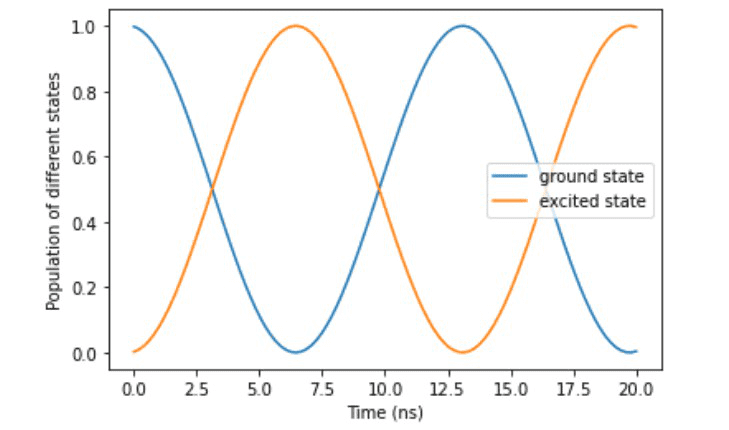 Population of different states
1.0
0.8
0.6
0.4
0.2
0.0
ground state
excited state
0.0 2.5 5.0 7.5 10.0 12.5 15.0 17.5 20.0
Time (ns)